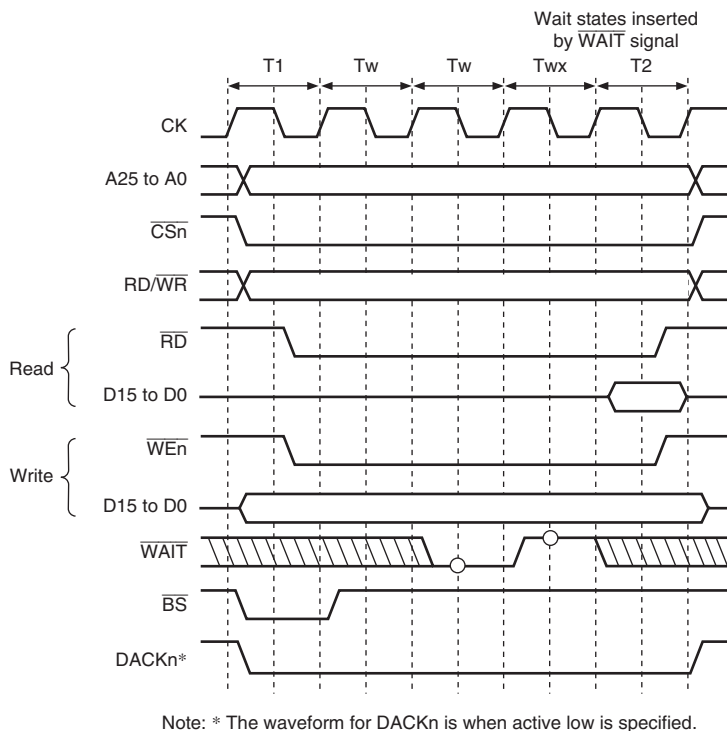 Wait states inserted
by WAIT signal
T1 Tw Tw Twx T2
CK
A25 to A0
CSn
RD/WR
Read
RD
D15 to D0
Write
WEn
D15 to D0
WAIT
BS
DACKn*
Note: * The waveform for DACKn is when active low is specified.